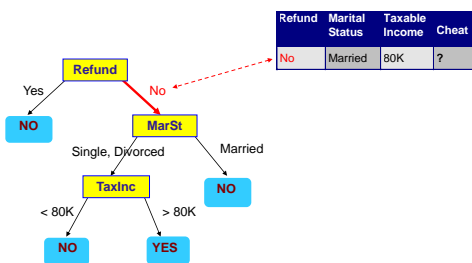 Refund Marital Status Taxable Income Cheat
No Married 80K ?
Refund
Yes
No
NO
MarSt
Single, Divorced
Married
TaxInc
NO
< 80K
> 80K
NO
YES